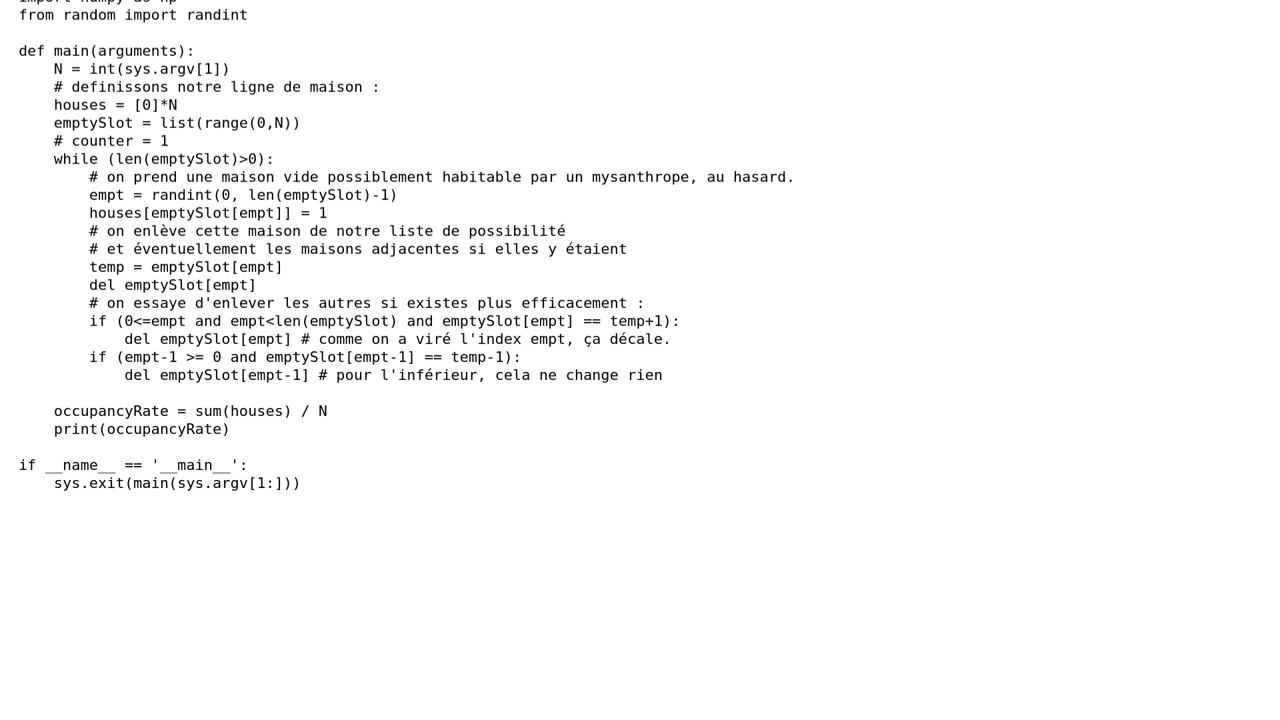 import numpy as np
from random import randint
def main(arguments):
    N = int(sys.argv[1])
    # definissons notre ligne de maison :
    houses = [0]*N
    emptySlot = list(range(0,N))
    # counter = 1
    while (len(emptySlot)>0):
        # on prend une maison vide possiblement habitable par un mysanthrope, au hasard.
        empt = randint(0, len(emptySlot)-1)
        houses[emptySlot[empt]] = 1
        # on enlève cette maison de notre liste de possibilité
        # et éventuellement les maisons adjacentes si elles y étaient
        temp = emptySlot[empt]
        del emptySlot[empt]
        # on essaye d'enlever les autres si existes plus efficacement :
        if (0<=empt and empt<len(emptySlot) and emptySlot[empt] == temp+1):
            del emptySlot[empt] # comme on a viré l'index empt, ça décale.
        if (empt-1 >= 0 and emptySlot[empt-1] == temp-1):
            del emptySlot[empt-1] # pour l'inférieur, cela ne change rien
    occupancyRate = sum(houses) / N
    print(occupancyRate)
if __name__ == '__main__':
    sys.exit(main(sys.argv[1:]))